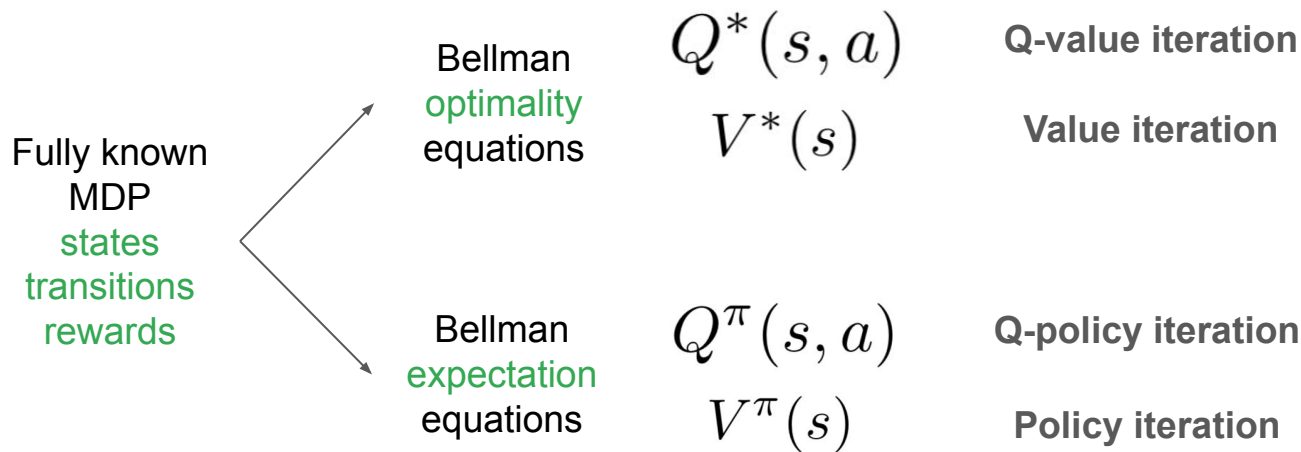 Fully known
MDP
states
transitions
rewards
Bellman
optimality
equations
Q*(s, a)
V*(s)
Q-value iteration
Value iteration
Bellman
expectation
equations
Q^π(s, a)
V^π(s)
Q-policy iteration
Policy iteration